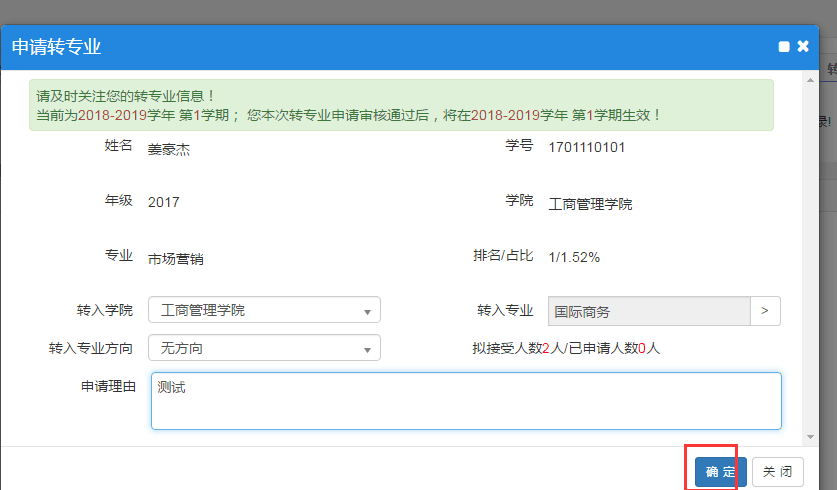 申请转专业
转
请及时关注您的转专业信息！
当前为2018-2019学年 第1学期； 您本次转专业申请审核通过后，将在2018-2019学年 第1学期生效！
录!
姓名 姜豪杰 学号 1701110101
年级 2017 学院 工商管理学院
专业 市场营销 排名/占比 1/1.52%
转入学院 工商管理学院 转入专业 国际商务 >
转入专业方向 无方向 拟接受人数2人/已申请人数0人
申请理由 测试
确 定 关 闭